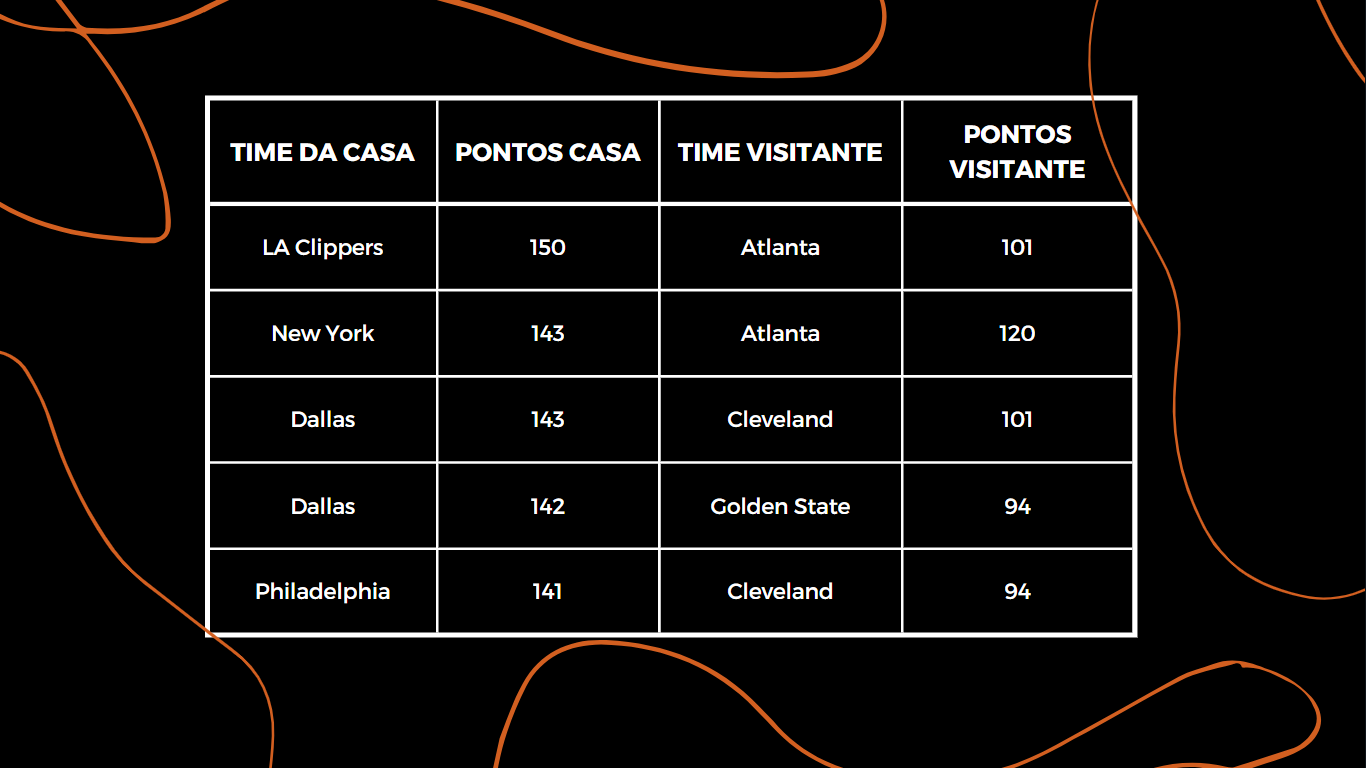 TIME DA CASA PONTOS CASA TIME VISITANTE PONTOS VISITANTE
LA Clippers 150 Atlanta 101
New York 143 Atlanta 120
Dallas 143 Cleveland 101
Dallas 142 Golden State 94
Philadelphia 141 Cleveland 94